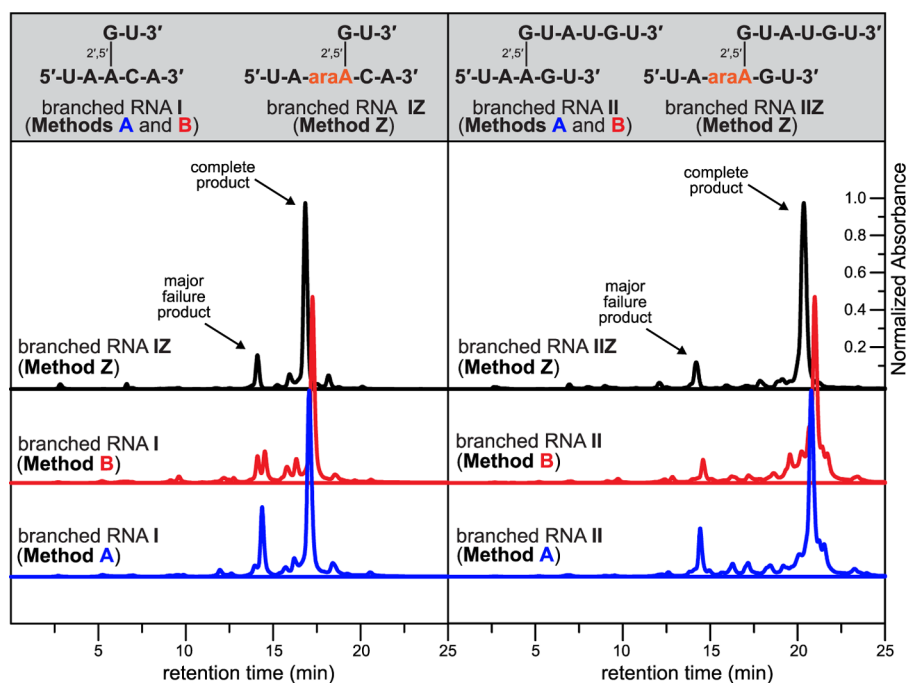 G-U-3′
2′,5′
5′-U-A-A-C-A-3′
branched RNA I
(Methods A and B)
G-U-3′
2′,5′
5′-U-A-araA-C-A-3′
branched RNA IZ
(Method Z)
G-U-A-U-G-U-3′
2′,5′
5′-U-A-A-G-U-3′
branched RNA II
(Methods A and B)
G-U-A-U-G-U-3′
2′,5′
5′-U-A-araA-G-U-3′
branched RNA IIZ
(Method Z)
complete
product
major
failure
product
branched RNA IZ
(Method Z)
branched RNA I
(Method B)
branched RNA I
(Method A)
complete
product
major
failure
product
branched RNA IIZ
(Method Z)
branched RNA II
(Method B)
branched RNA II
(Method A)
1.0
0.8
0.6
0.4
0.2
Normalized Absorbance
5 10 15 20 25
retention time (min)
5 10 15 20 25
retention time (min)